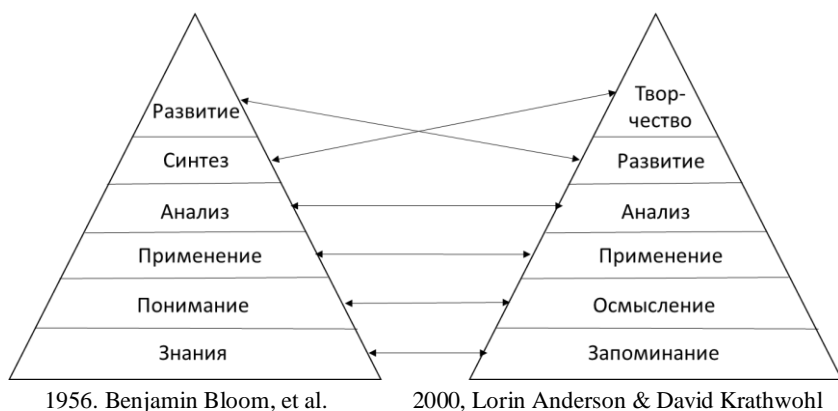 Развитие
Синтез
Анализ
Применение
Понимание
Знания
Твор-
чество
Развитие
Анализ
Применение
Осмысление
Запоминание
1956. Benjamin Bloom, et al.
2000, Lorin Anderson & David Krathwohl